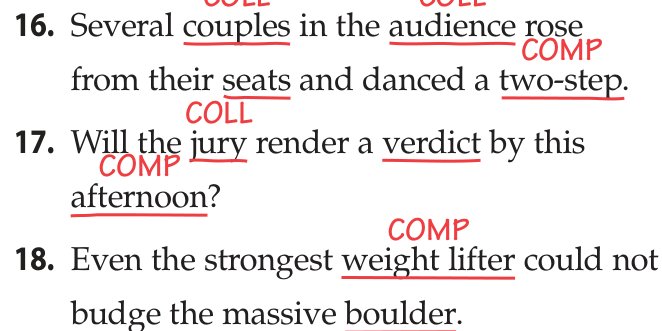 COLL COLL
16. Several couples in the audience rose
COMP
from their seats and danced a two-step.
COLL
17. Will the jury render a verdict by this
COMP
afternoon?
COMP
18. Even the strongest weight lifter could not
budge the massive boulder.